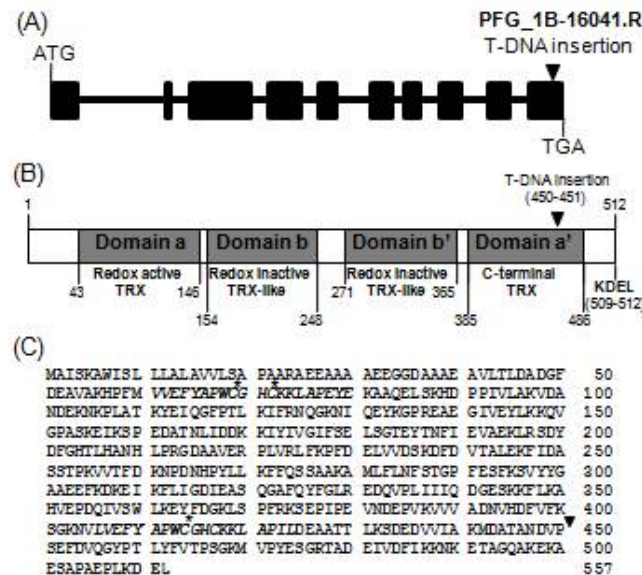 (A)
PFG_1B-16041.R
T-DNA insertion
ATG
TGA
(B)
T-DNA insertion
(450-451)
1
512
Domain a
Domain b
Domain b'
Domain a'
Redox active
TRX
Redox inactive
TRX-like
Redox inactive
TRX-like
C-terminal
TRX
KDEL
(509-512)
43
146
154
248
271
365
385
486
(C)
MAISKAWISL LLALAVVLSA PAARAEEAAA AEEGGDAAAE AVLTLDADGF 50
DEAVAKHPFM VVEFYAPWCG HCKKLAPEYE KAAQELSKHD PPIVLAKVDA 100
NDEKNKPLAT KYEIQGFPTL KIFRNQGKNI QEYKGPREAE GIVEYLKKQV 150
GPASKEIKSP EDATNLIDDK KIYIVGIFSE LSGTEYTNFI EVAEKLRSDY 200
DFGHTLHANH LPRGDAAVER PLVRLFKPFD ELVVDSKDFD VTALEKFIDA 250
SSTPKVVTFD KNPDNHPYLL KFFQSSAAKA MLFLNFSTGP FESFKSVYYG 300
AAEEFKDKEI KFLIGDIEAS QGAFQYFGLR EDQVPLIIIQ DGESKKFLKA 350
HVEPDQIVSW LKEYFDGKLS PFRKSEPIPE VNDEPVKVVV ADNVHDFVFK 400
SGKNVLVEFY APWCGHCKKL APILDEAATT LKSDEDVVIA KMDATANDVP 450
SEFDVQGYPT LYFVTPSGKM VPYESGRTAD EIVDFIKKNK ETAGQAKEKA 500
ESAPAEPLKD EL 557